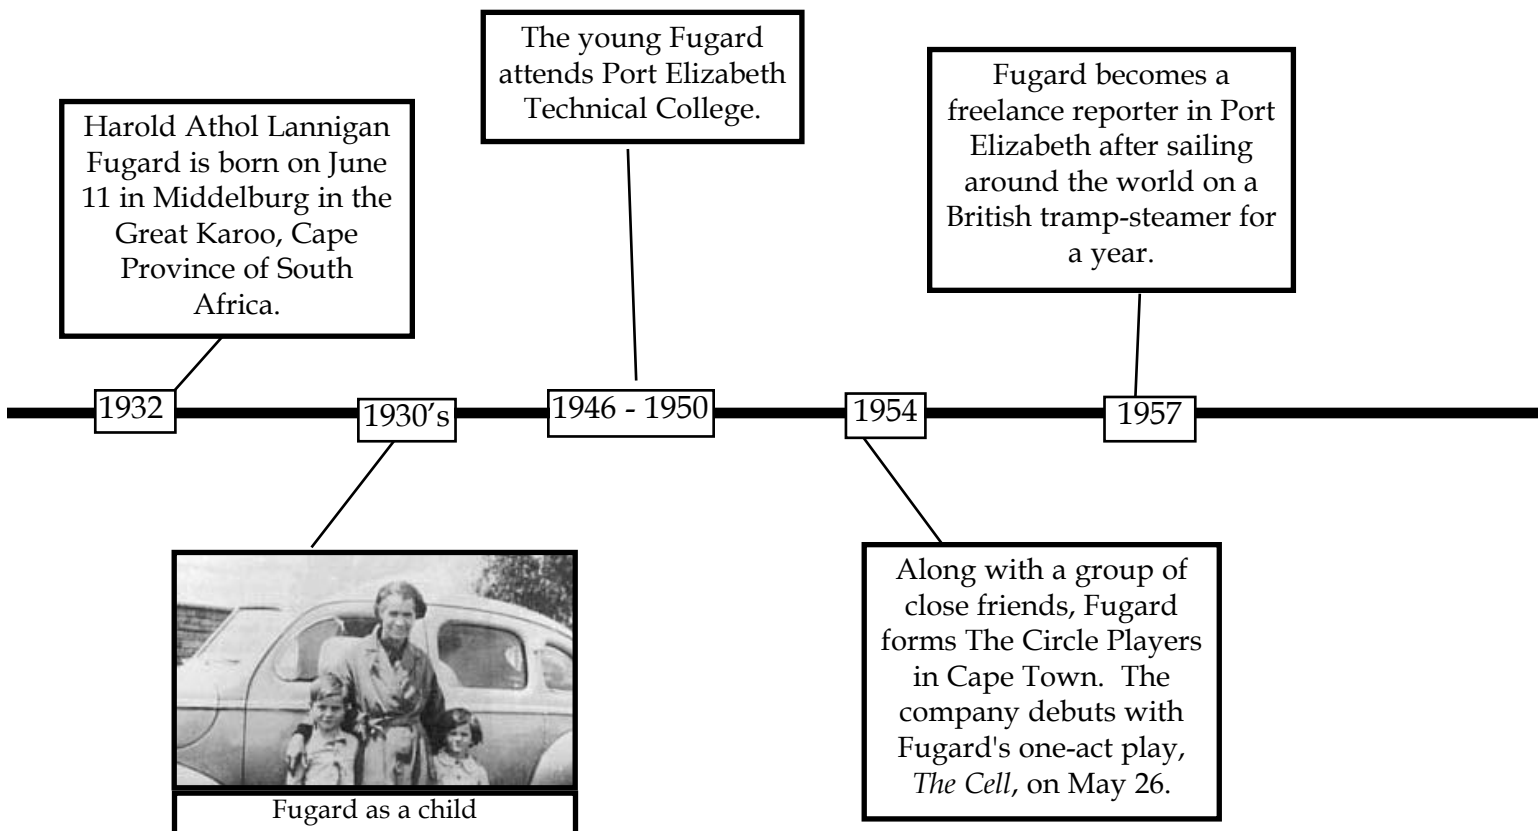 The young Fugard
attends Port Elizabeth
Technical College.
Fugard becomes a
freelance reporter in Port
Elizabeth after sailing
around the world on a
British tramp-steamer for
a year.
Harold Athol Lannigan
Fugard is born on June
11 in Middelburg in the
Great Karoo, Cape
Province of South
Africa.
1932
1930's
1946 - 1950
1954
1957
Fugard as a child
Along with a group of
close friends, Fugard
forms The Circle Players
in Cape Town.  The
company debuts with
Fugard's one-act play,
The Cell, on May 26.